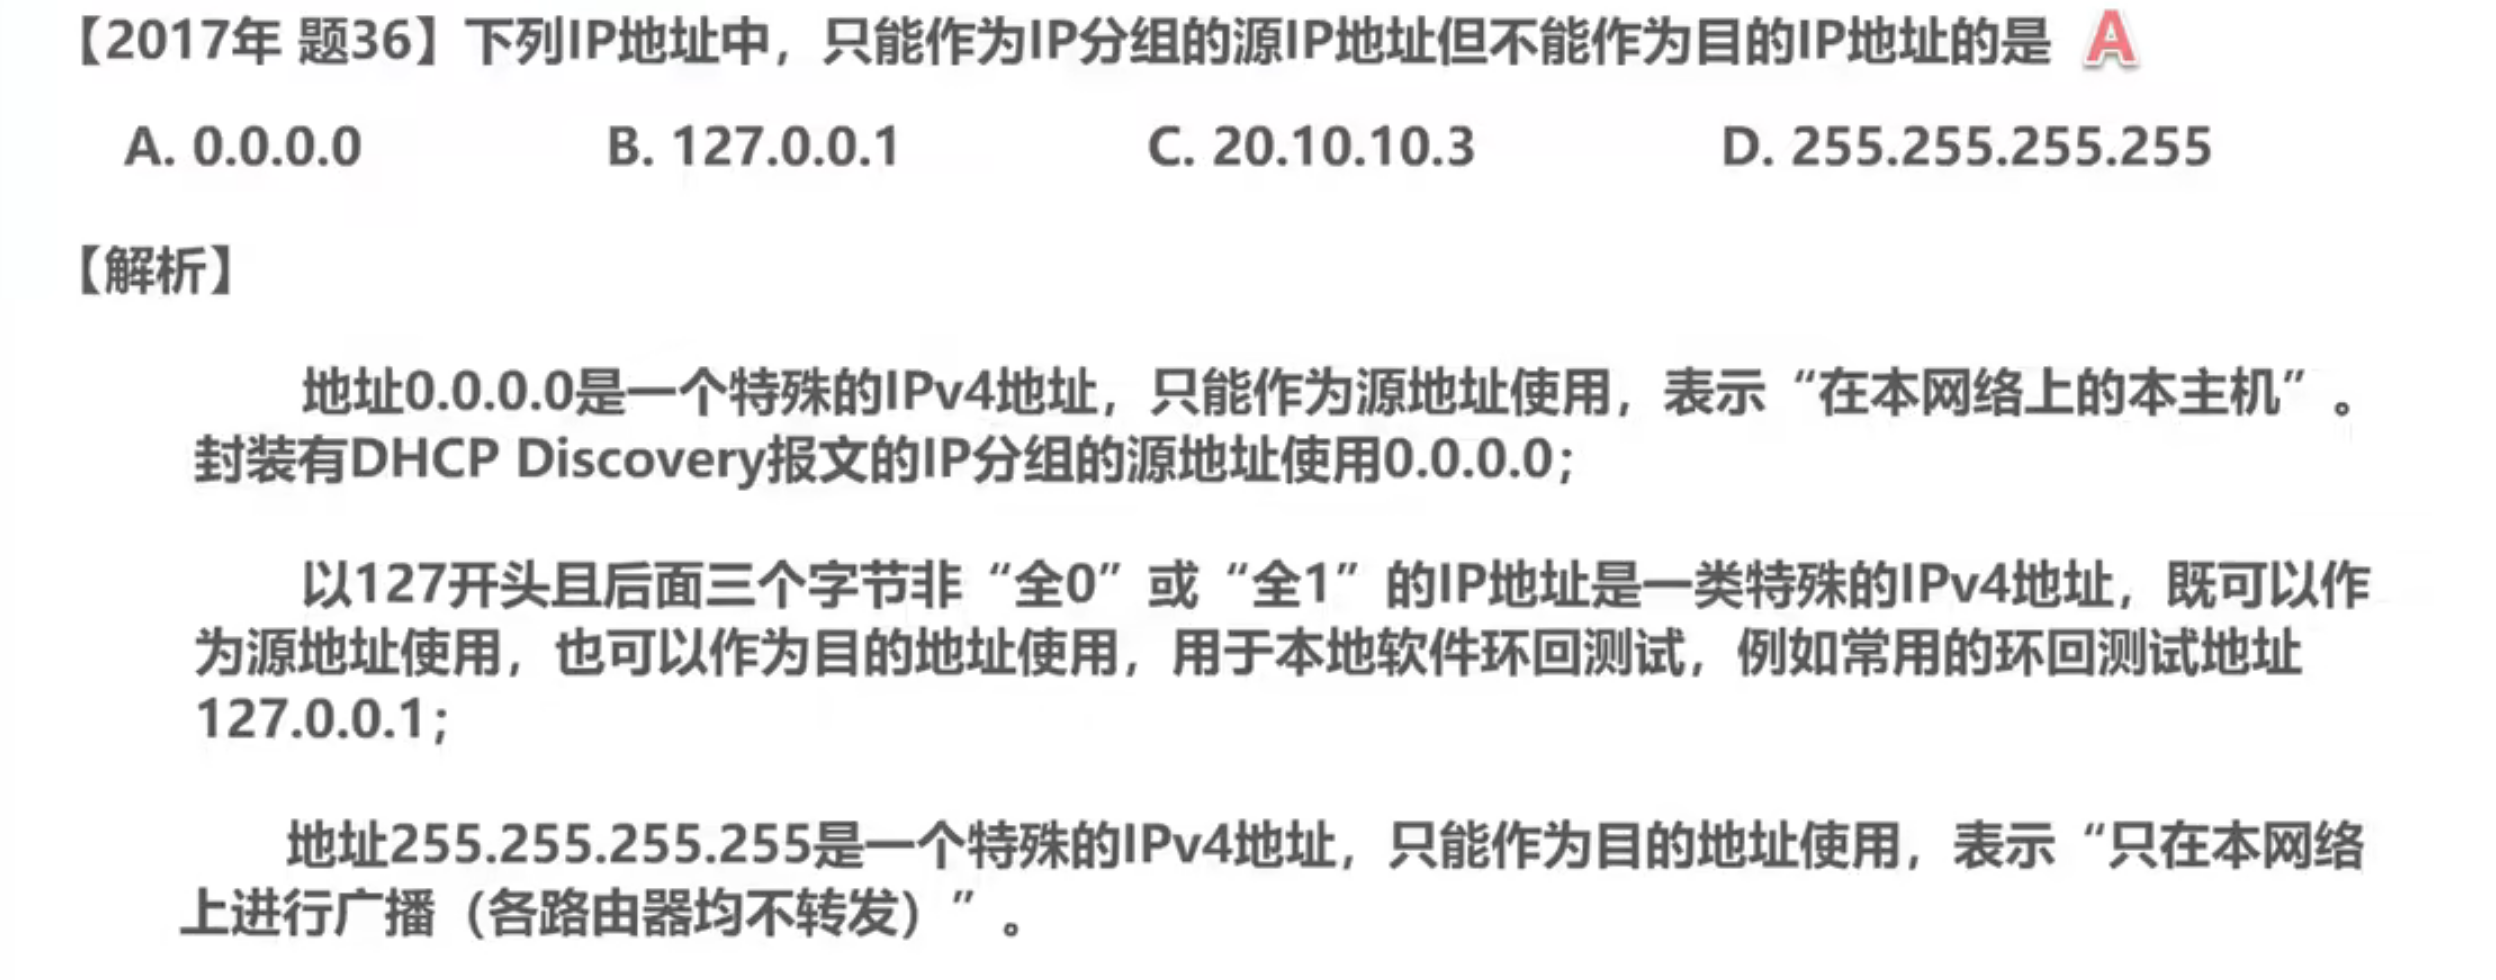 【2017年 题36】下列IP地址中，只能作为IP分组的源IP地址但不能作为目的IP地址的是 A
A. 0.0.0.0 B. 127.0.0.1 C. 20.10.10.3 D. 255.255.255.255
【解析】
地址0.0.0.0是一个特殊的IPv4地址，只能作为源地址使用，表示“在本网络上的本主机”。
封装有DHCP Discovery报文的IP分组的源地址使用0.0.0.0；
以127开头且后面三个字节非“全0”或“全1”的IP地址是一类特殊的IPv4地址，既可以作
为源地址使用，也可以作为目的地址使用，用于本地软件环回测试，例如常用的环回测试地址
127.0.0.1；
地址255.255.255.255是一个特殊的IPv4地址，只能作为目的地址使用，表示“只在本网络
上进行广播（各路由器均不转发）”。